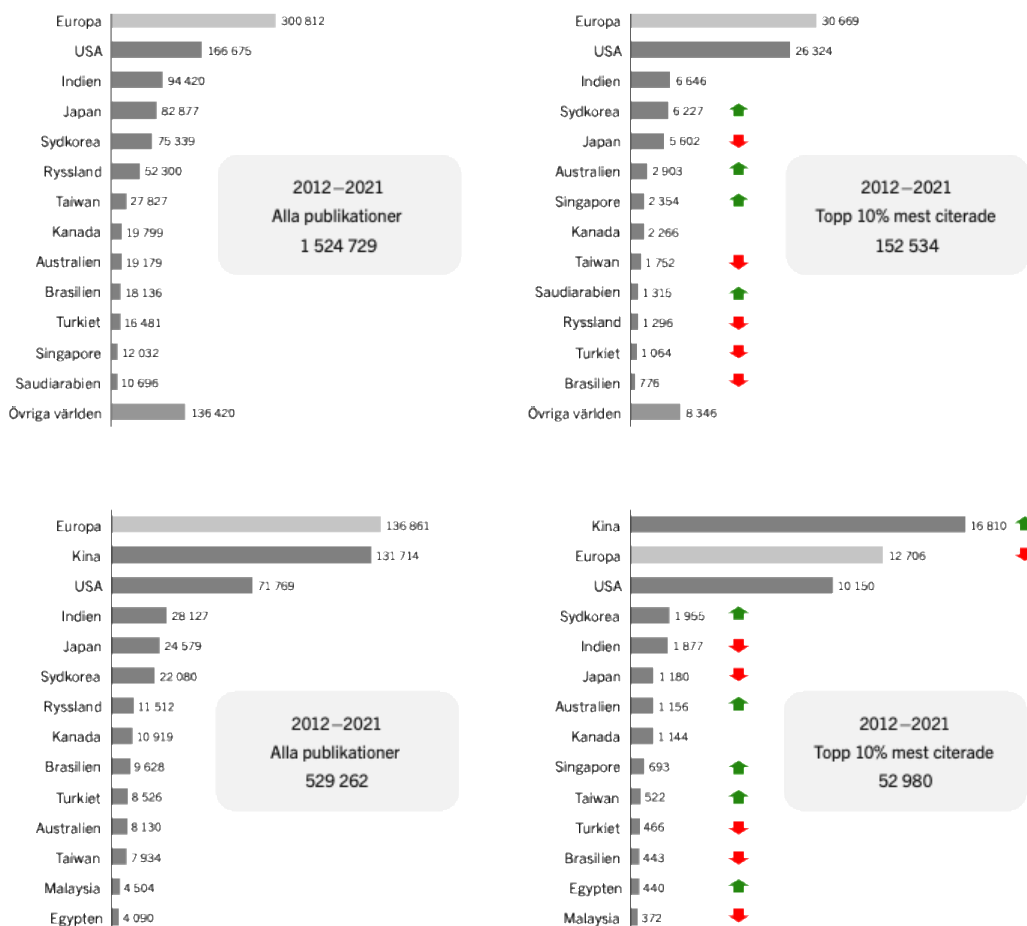 Europa 300 812
USA 166 675
Indien 94 420
Japan 82 877
Sydkorea 75 339
Ryssland 52 300
Taiwan 27 827
Kanada 19 799
Australien 19 179
Brasilien 18 136
Turkiet 16 481
Singapore 12 032
Saudiarabien 10 696
Övriga världen 136 420
2012–2021
Alla publikationer
1 524 729
Europa 30 669
USA 26 324
Indien 6 646
Sydkorea 6 227
Japan 5 602
Australien 2 903
Singapore 2 354
Kanada 2 266
Taiwan 1 752
Saudiarabien 1 315
Ryssland 1 296
Turkiet 1 064
Brasilien 776
Övriga världen 8 346
2012–2021
Topp 10% mest citerade
152 534
Europa 136 861
Kina 131 714
USA 71 769
Indien 28 127
Japan 24 579
Sydkorea 22 080
Ryssland 11 512
Kanada 10 919
Brasilien 9 628
Turkiet 8 526
Australien 8 130
Taiwan 7 934
Malaysia 4 504
Egypten 4 090
2012–2021
Alla publikationer
529 262
Kina 16 810
Europa 12 706
USA 10 150
Sydkorea 1 955
Indien 1 877
Japan 1 180
Australien 1 156
Kanada 1 144
Singapore 693
Taiwan 522
Turkiet 466
Brasilien 443
Egypten 440
Malaysia 372
2012–2021
Topp 10% mest citerade
52 980